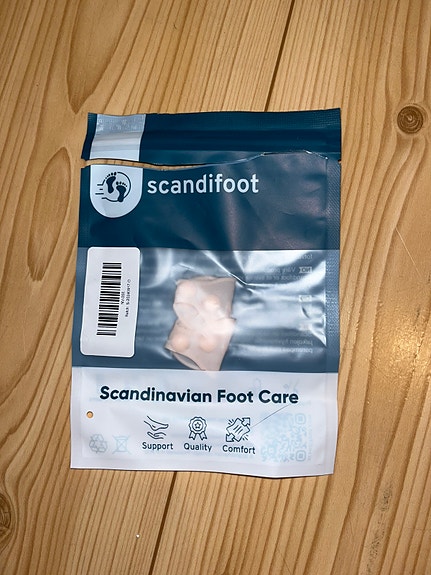 scandifoot
Scandinavian Foot Care
Support
Quality
Comfort